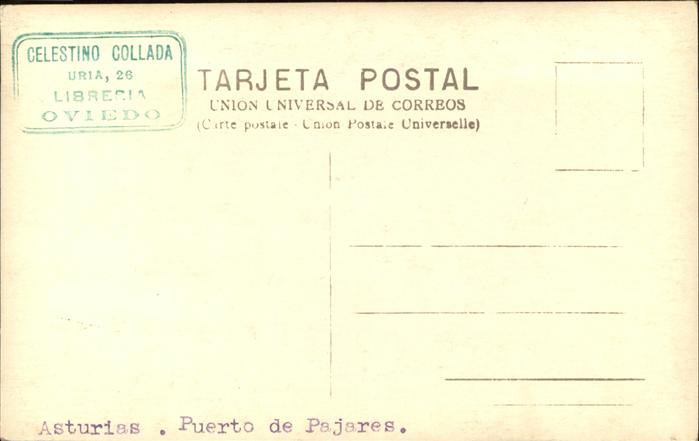 CELESTINO COLLADA
URIA, 26
LIBRERIA
OVIEDO
TARJETA POSTAL
UNION UNIVERSAL DE CORREOS
(Carte postale - Union Postale Universelle)
Asturias . Puerto de Pajares.